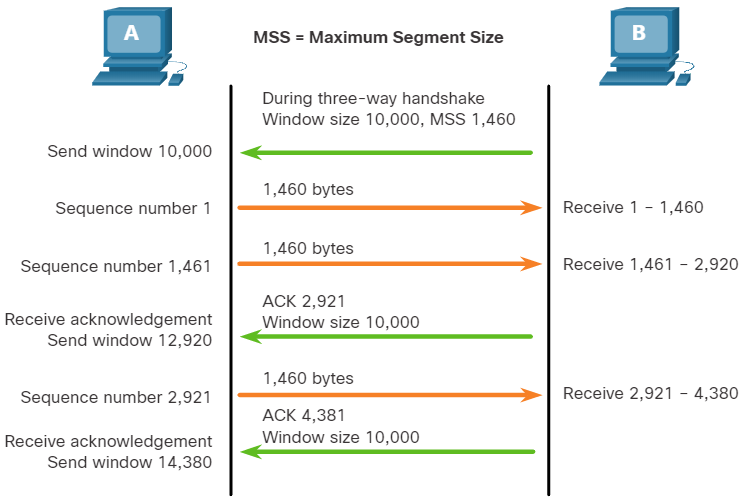 A
MSS = Maximum Segment Size
B
During three-way handshake
Window size 10,000, MSS 1,460
Send window 10,000
1,460 bytes
Sequence number 1
Receive 1 – 1,460
1,460 bytes
Sequence number 1,461
Receive 1,461 – 2,920
ACK 2,921
Window size 10,000
Receive acknowledgement
Send window 12,920
1,460 bytes
Sequence number 2,921
Receive 2,921 – 4,380
ACK 4,381
Window size 10,000
Receive acknowledgement
Send window 14,380